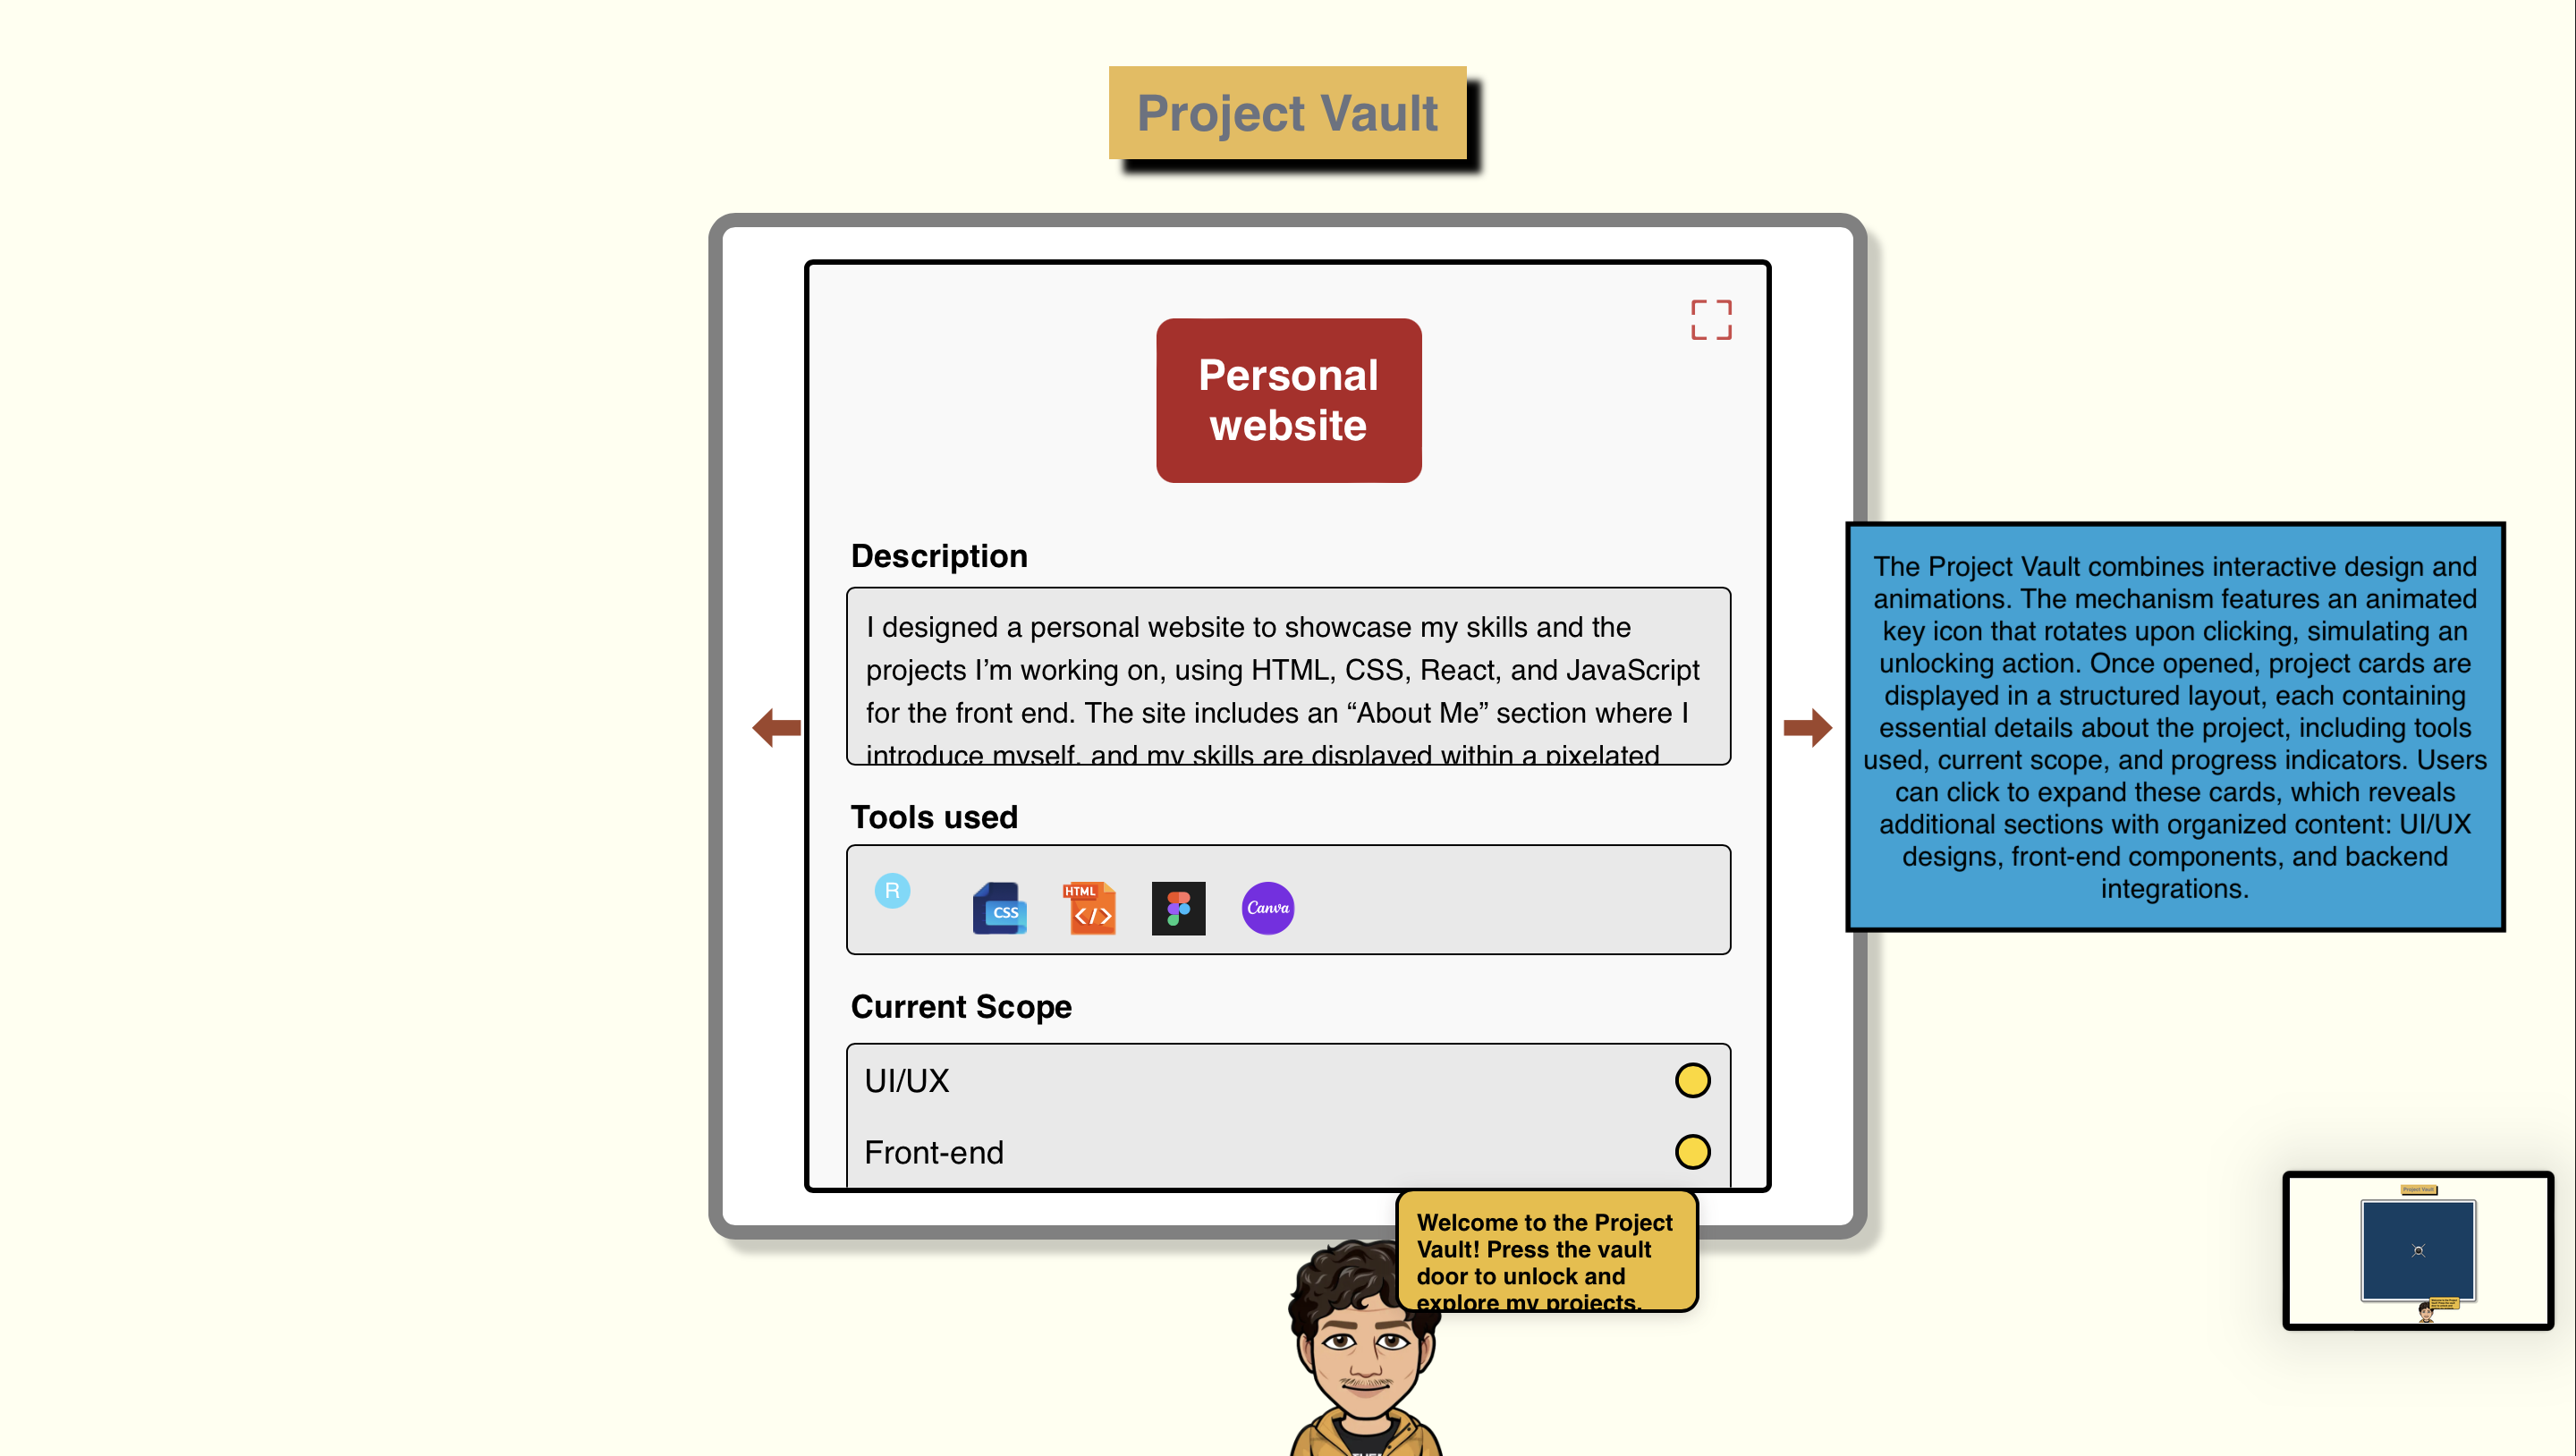 Project Vault
Personal
website
Description
I designed a personal website to showcase my skills and the
projects I’m working on, using HTML, CSS, React, and JavaScript
for the front end. The site includes an “About Me” section where I
introduce myself, and my skills are displayed within a pixelated
Tools used
R
CSS
HTML
</>
Canva
Current Scope
UI/UX
Front-end
The Project Vault combines interactive design and
animations. The mechanism features an animated
key icon that rotates upon clicking, simulating an
unlocking action. Once opened, project cards are
displayed in a structured layout, each containing
essential details about the project, including tools
used, current scope, and progress indicators. Users
can click to expand these cards, which reveals
additional sections with organized content: UI/UX
designs, front-end components, and backend
integrations.
Welcome to the Project
Vault! Press the vault
door to unlock and
explore my projects.
Project Vault